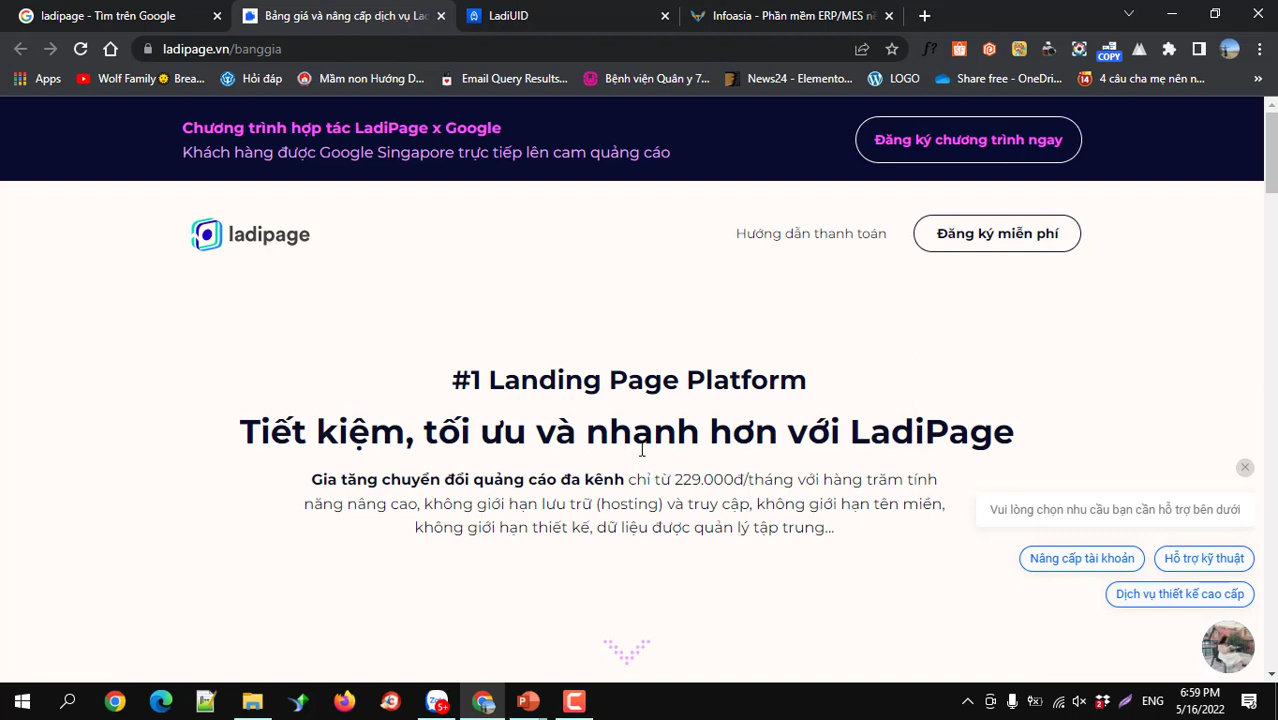 ladipage - Tìm trên Google
Bảng giá và nâng cấp dịch vụ Lad
LadiUID
Infoasia - Phần mềm ERP/MES nề
ladipage.vn/banggia
COPY
Apps
Wolf Family Brea...
Hỏi đáp
Mầm non Hướng D...
Email Query Results...
Bệnh viện Quân y 7...
News24 - Elemento...
LOGO
Share free - OneDri...
14
4 câu cha mẹ nên n...
Chương trình hợp tác LadiPage x Google
Khách hàng được Google Singapore trực tiếp lên cam quảng cáo
Đăng ký chương trình ngay
ladipage
Hướng dẫn thanh toán
Đăng ký miễn phí
#1 Landing Page Platform
Tiết kiệm, tối ưu và nhanh hơn với LadiPage
Gia tăng chuyển đổi quảng cáo đa kênh chỉ từ 229.000đ/tháng với hàng trăm tính
năng nâng cao, không giới hạn lưu trữ (hosting) và truy cập, không giới hạn tên miền,
không giới hạn thiết kế, dữ liệu được quản lý tập trung...
Vui lòng chọn nhu cầu bạn cần hỗ trợ bên dưới
Nâng cấp tài khoản
Hỗ trợ kỹ thuật
Dịch vụ thiết kế cao cấp
5+
2
ENG
6:59 PM
5/16/2022
3